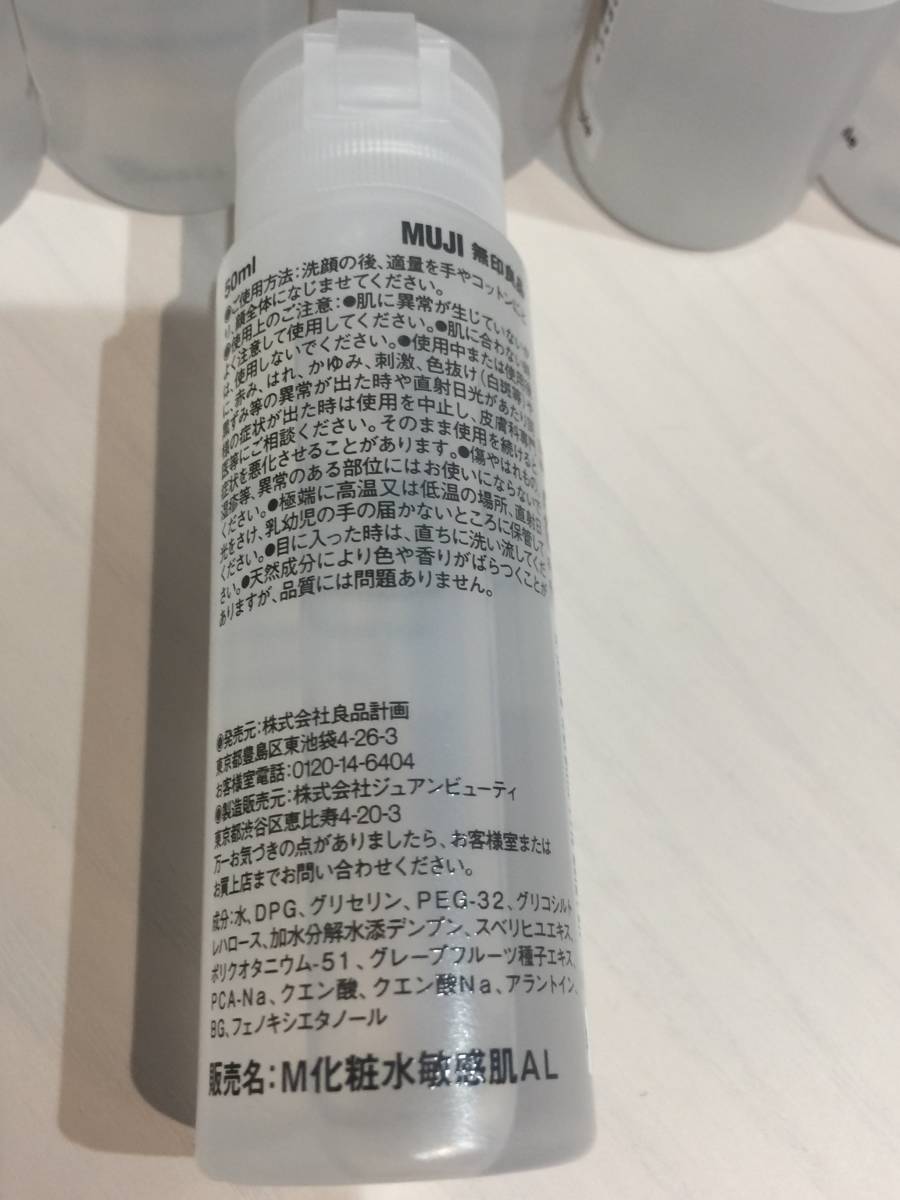 MUJI 無印良品
50ml
●ご使用方法:洗顔の後、適量を手やコットンにと
り、顔全体になじませてください。
●使用上のご注意:●肌に異常が生じていないか
よく注意して使用してください。●肌に合わない
は、使用しないでください。●使用中または使用
に、赤み、はれ、かゆみ、刺激、色抜け(白斑等)や
黒ずみ等の異常が出た時や直射日光があたり
様の症状が出た時は使用を中止し、皮膚科専門
医等にご相談ください。そのまま使用を続けると
症状を悪化させることがあります。●傷やはれもの、
湿疹等、異常のある部位にはお使いにならないで
ください。●極端に高温又は低温の場所、直射日
光をさけ、乳幼児の手の届かないところに保管して
ください。●目に入った時は、直ちに洗い流してくだ
さい。●天然成分により色や香りがばらつくことが
ありますが、品質には問題ありません。
●発売元:株式会社良品計画
東京都豊島区東池袋4-26-3
お客様室電話:0120-14-6404
●製造販売元:株式会社ジュアンビューティ
東京都渋谷区恵比寿4-20-3
万一お気づきの点がありましたら、お客様室または
お買上店までお問い合わせください。
成分:水、DPG、グリセリン、PEG-32、グリコシルト
レハロース、加水分解水添デンプン、スベリヒユエキス、
ポリクオタニウム-51、グレープフルーツ種子エキス、
PCA-Na、クエン酸、クエン酸Na、アラントイン、
BG、フェノキシエタノール
販売名:M化粧水敏感肌AL